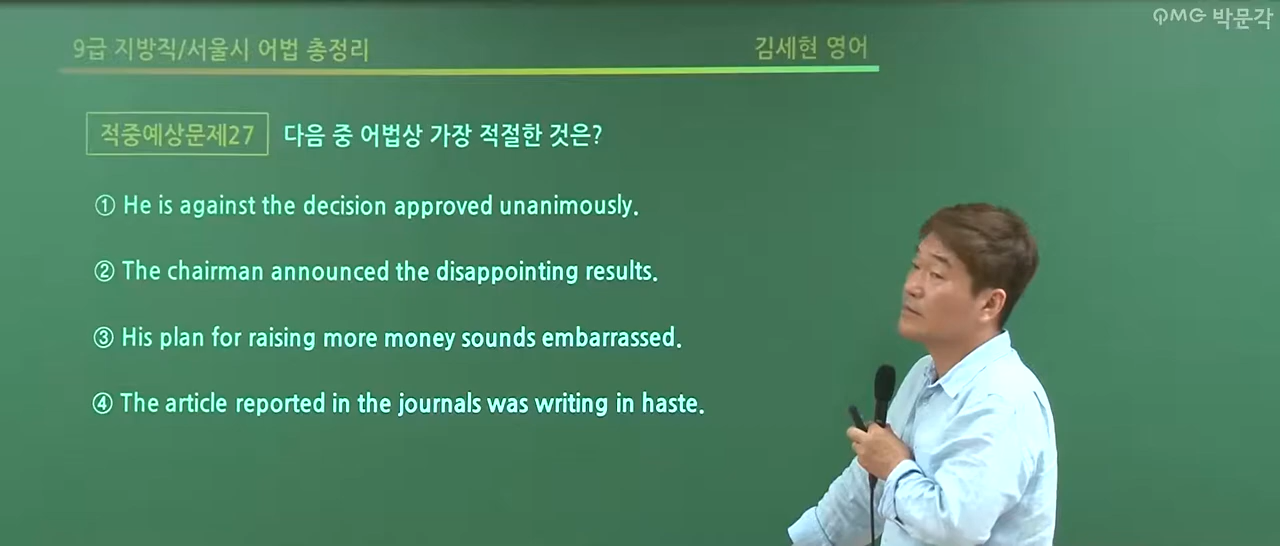 QMG 박문각
9급 지방직/서울시 어법 총정리
김세현 영어
적중예상문제27 다음 중 어법상 가장 적절한 것은?
① He is against the decision approved unanimously.
② The chairman announced the disappointing results.
③ His plan for raising more money sounds embarrassed.
④ The article reported in the journals was writing in haste.